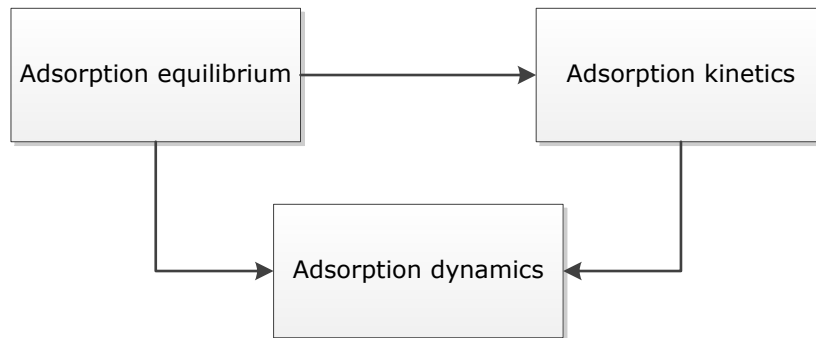 Adsorption equilibrium
Adsorption kinetics
Adsorption dynamics